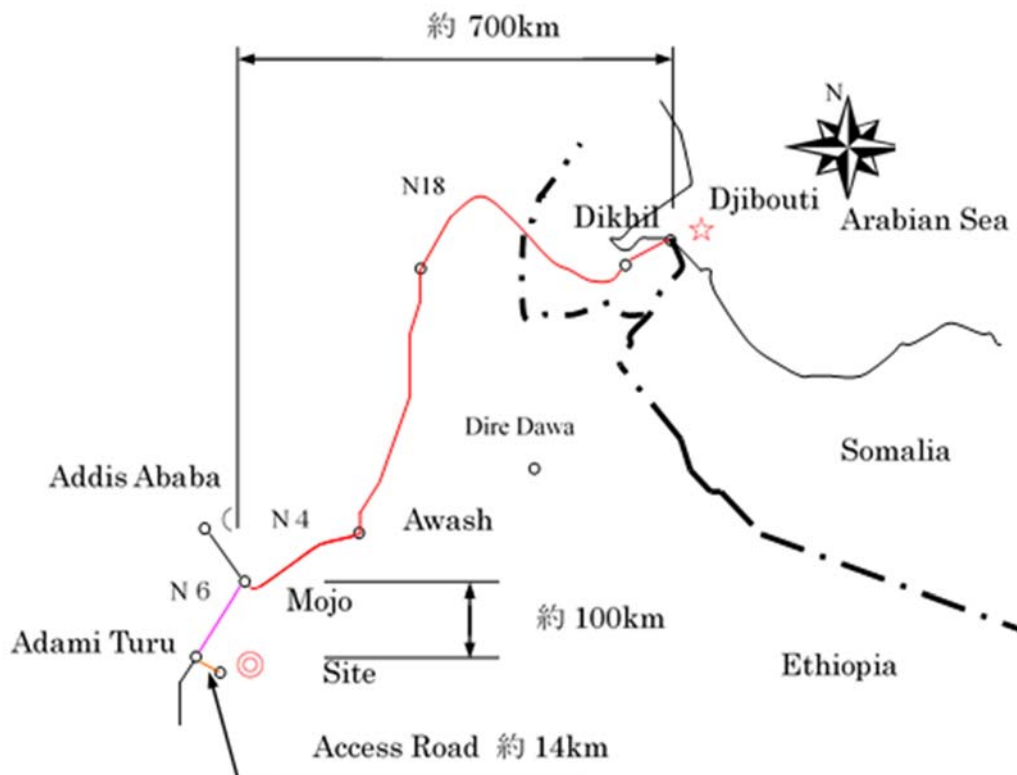 約 700km
N
N18
Djibouti
Dikhil
Arabian Sea
Dire Dawa
Somalia
Addis Ababa
N 4
Awash
N 6
Mojo
約 100km
Adami Turu
Site
Ethiopia
Access Road 約 14km